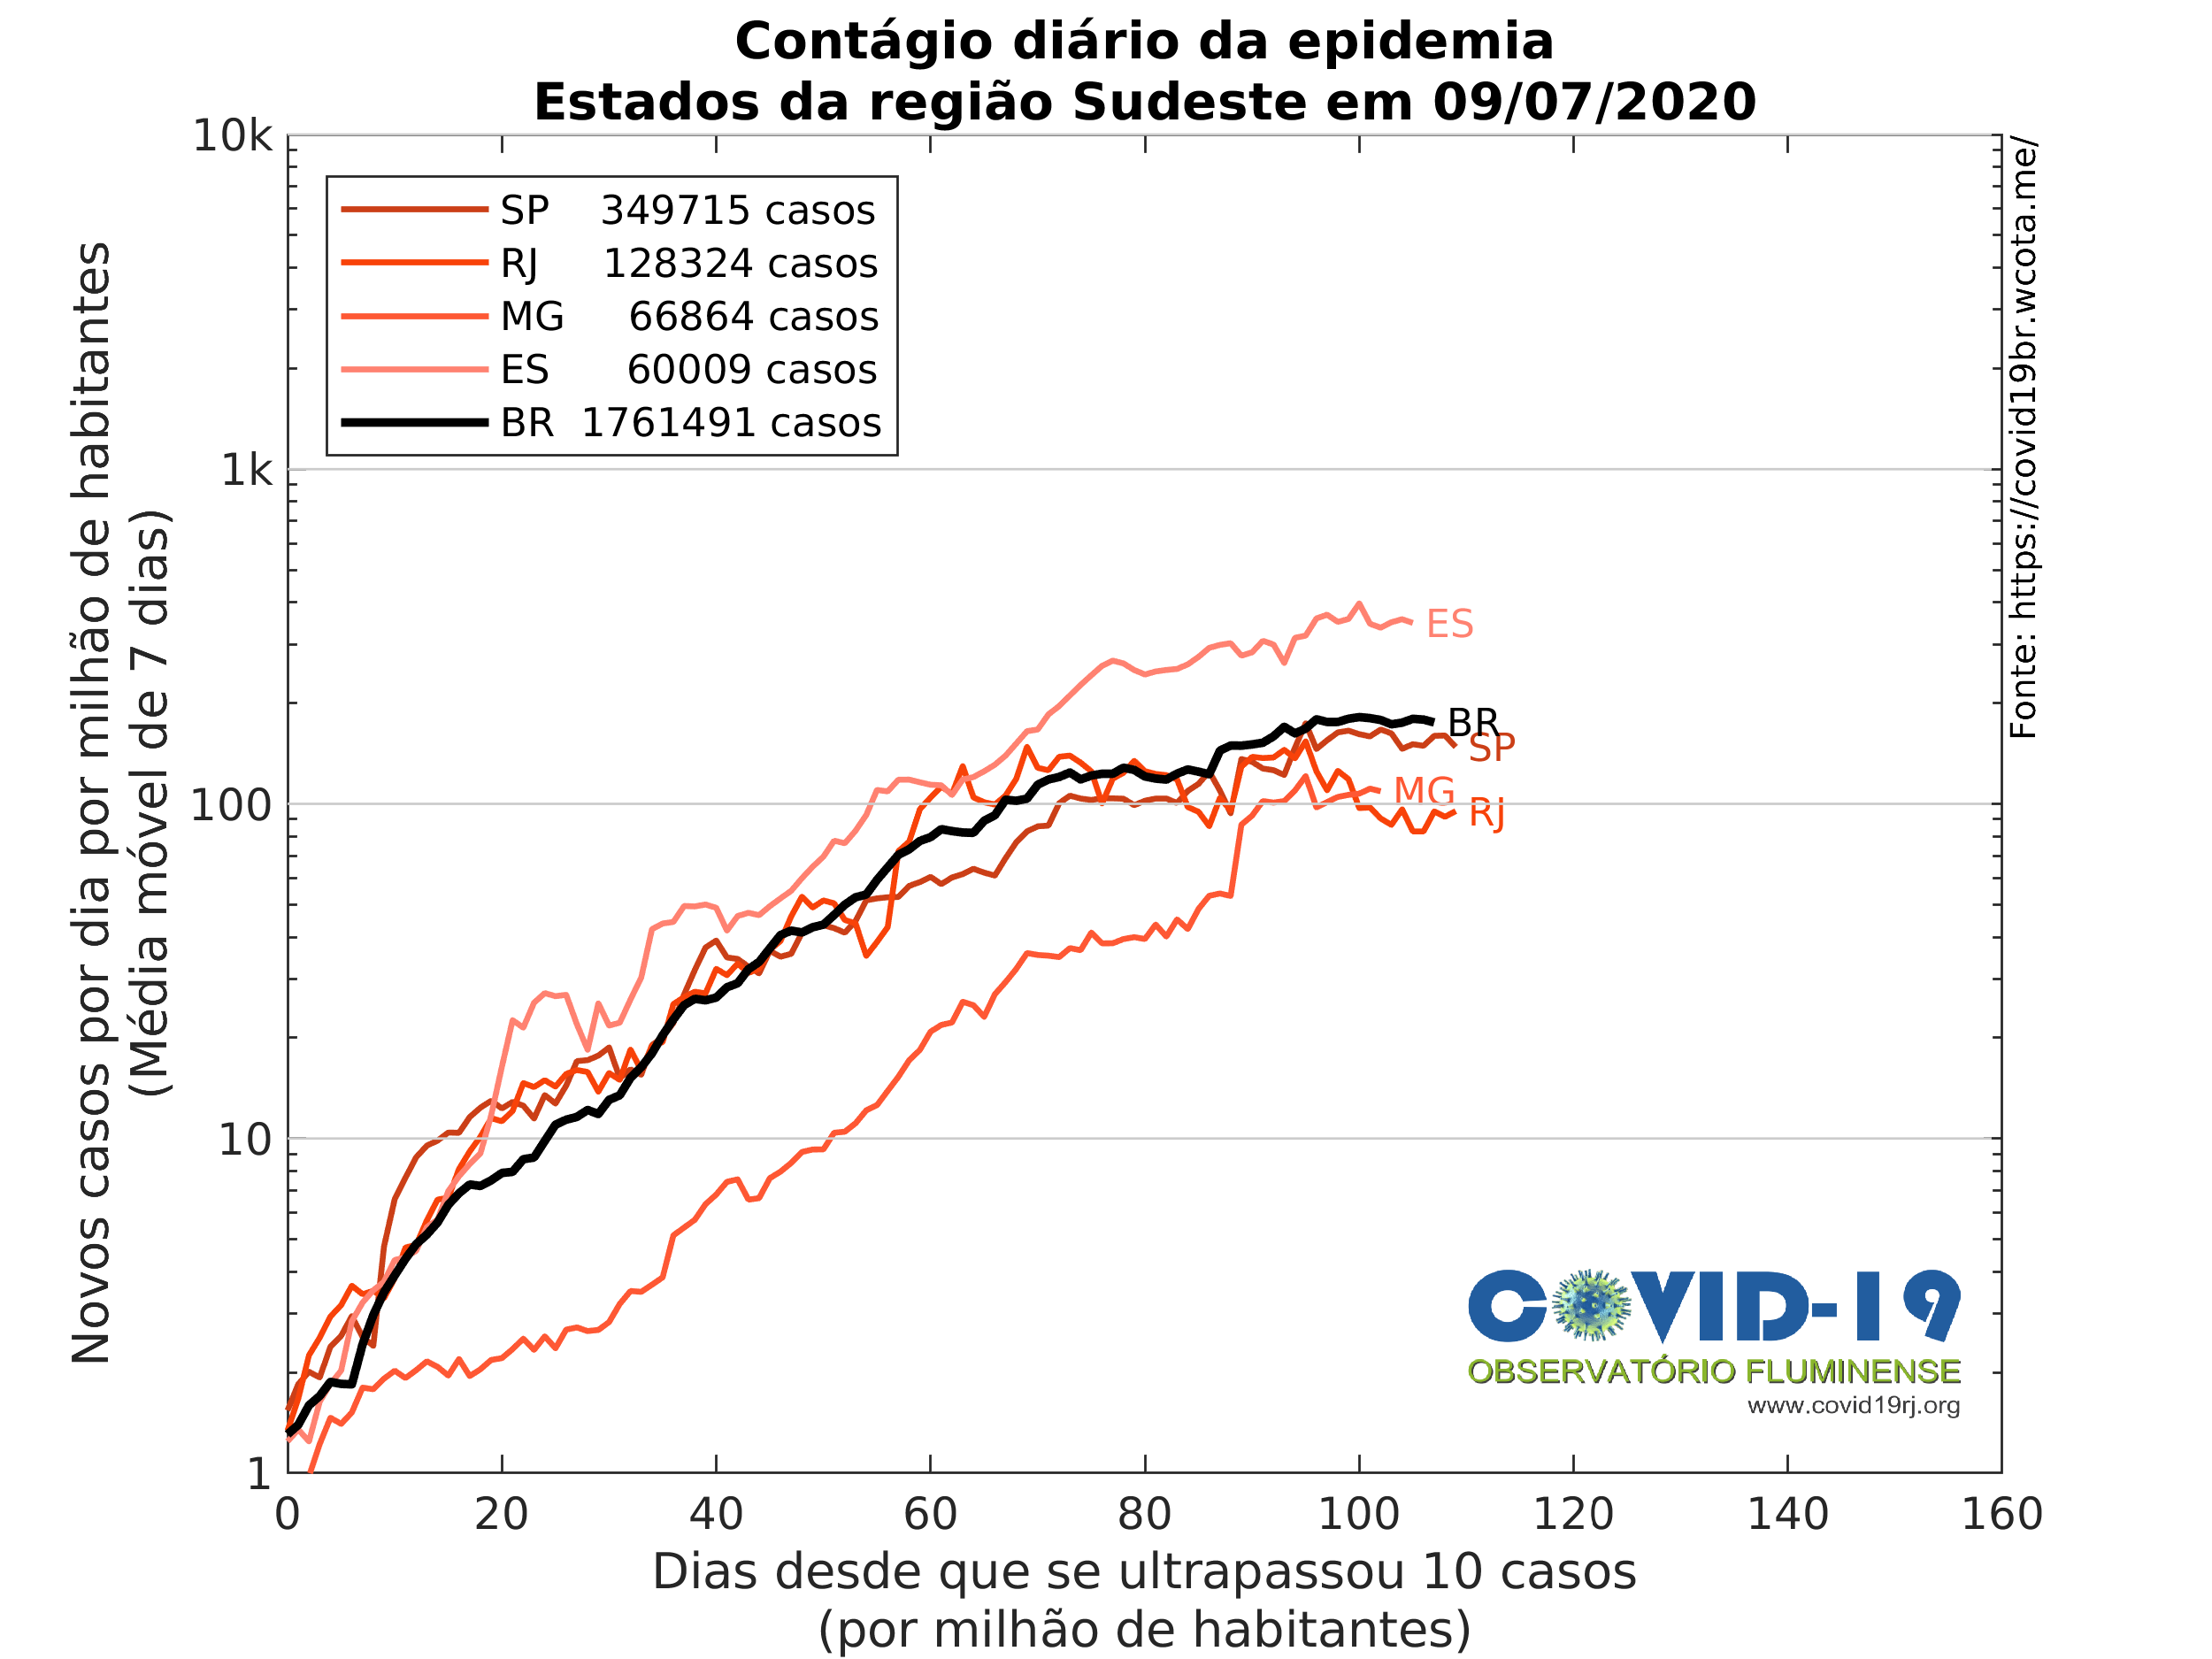 Contágio diário da epidemia
Estados da região Sudeste em 09/07/2020
10k
1k
100
10
1
Novos casos por dia por milhão de habitantes
(Média móvel de 7 dias)
SP 349715 casos
RJ 128324 casos
MG 66864 casos
ES 60009 casos
BR 1761491 casos
Fonte: https://covid19br.wcota.me/
ES
BR
SP
MG
RJ
COVID-19
OBSERVATÓRIO FLUMINENSE
www.covid19rj.org
0 20 40 60 80 100 120 140 160
Dias desde que se ultrapassou 10 casos
(por milhão de habitantes)